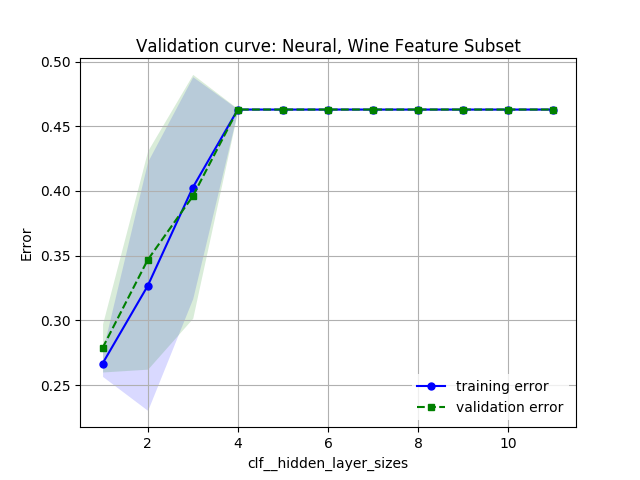 Validation curve: Neural, Wine Feature Subset
0.50
0.45
0.40
0.35
0.30
0.25
Error
training error
validation error
2 4 6 8 10
clf__hidden_layer_sizes